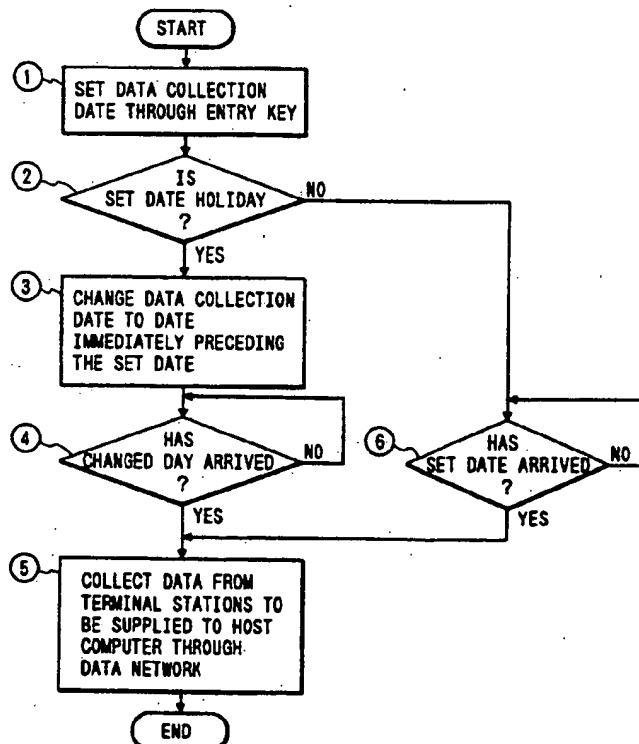 START
1
SET DATA COLLECTION
DATE THROUGH ENTRY KEY
2
IS
SET DATE HOLIDAY
?
NO
YES
3
CHANGE DATA COLLECTION
DATE TO DATE
IMMEDIATELY PRECEDING
THE SET DATE
4
HAS
CHANGED DAY ARRIVED
?
NO
YES
6
HAS
SET DATE ARRIVED
?
NO
YES
5
COLLECT DATA FROM
TERMINAL STATIONS TO
BE SUPPLIED TO HOST
COMPUTER THROUGH
DATA NETWORK
END